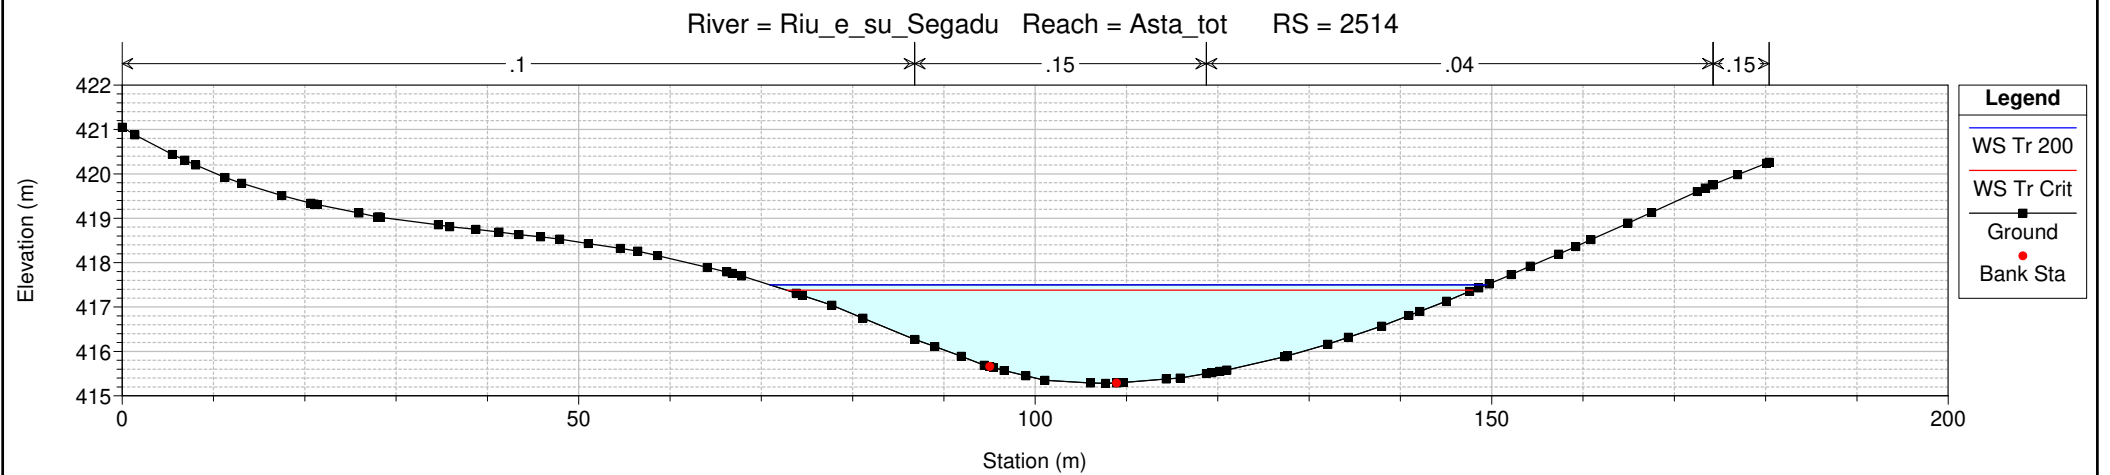 River = Riu_e_su_Segadu   Reach = Asta_tot      RS = 2514
.1 .15 .04 .15
422
421
420
419
418
417
416
415
Elevation (m)
0 50 100 150 200
Station (m)
Legend
WS Tr 200
WS Tr Crit
Ground
Bank Sta